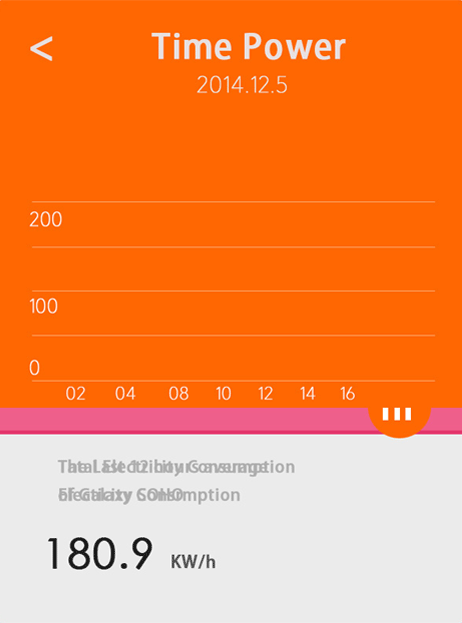 < Time Power
2014.12.5
200
100
0
02 04 08 10 12 14 16
The Last 12 hour average
Electricity Consumption
Total Electricity Consumption
of Galaxy SOHO
180.9 KW/h